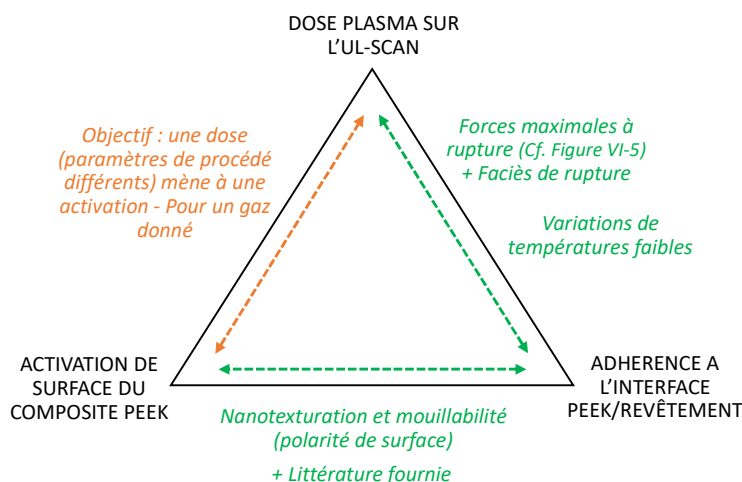 DOSE PLASMA SUR
L'UL-SCAN
Objectif : une dose
(paramètres de procédé
différents) mène à une
activation - Pour un gaz
donné
Forces maximales à
rupture (Cf. Figure VI-5)
+ Faciès de rupture
Variations de
températures faibles
ACTIVATION DE
SURFACE DU
COMPOSITE PEEK
ADHERENCE A
L'INTERFACE
PEEK/REVÊTEMENT
Nanotexturation et mouillabilité
(polarité de surface)
+ Littérature fournie